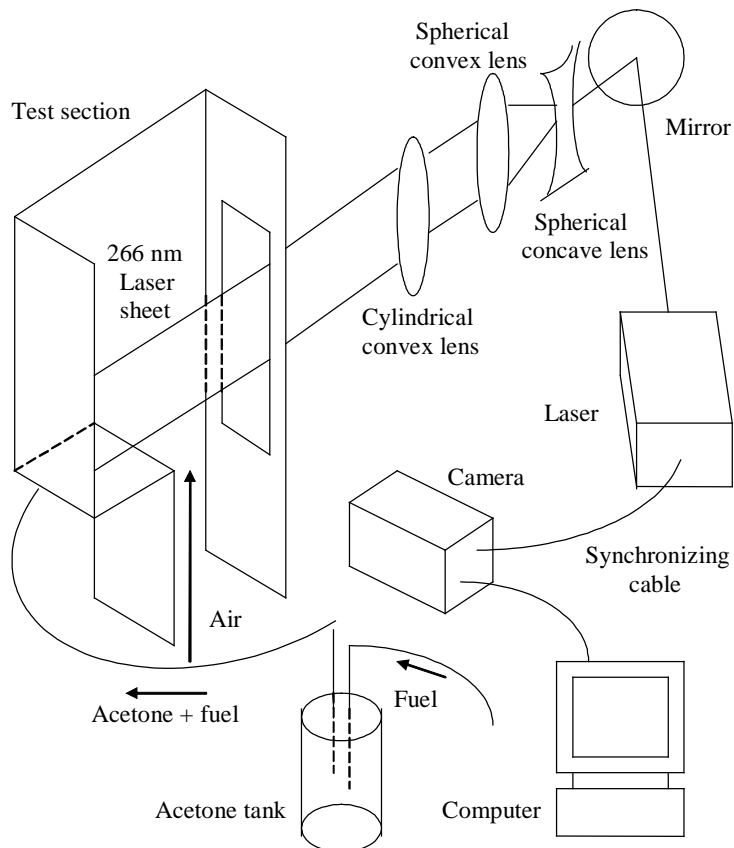 Spherical
convex lens
Test section
Mirror
266 nm
Laser
sheet
Spherical
concave lens
Cylindrical
convex lens
Laser
Camera
Synchronizing
cable
Air
Acetone + fuel
Fuel
Acetone tank
Computer